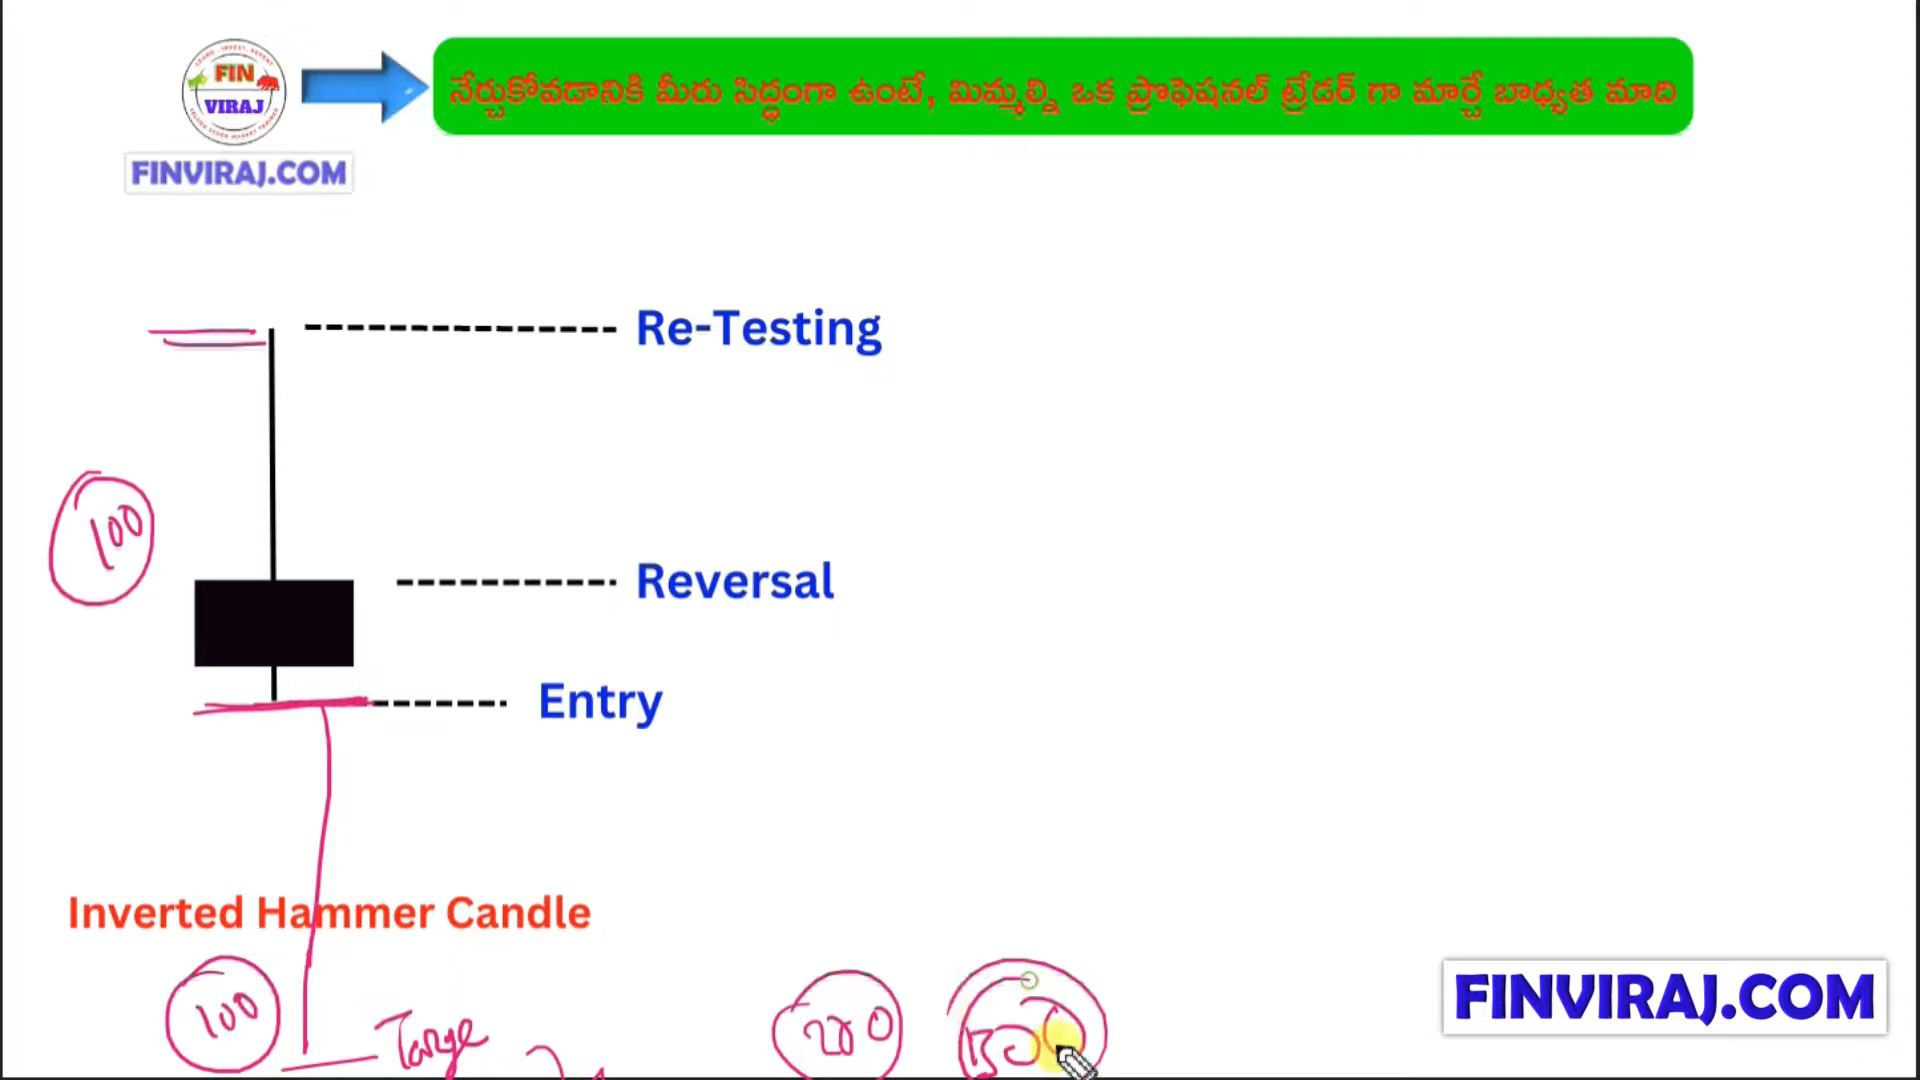 FIN
VIRAJ
FINVIRAJ.COM
నేర్చుకోవడానికి మీరు సిద్ధంగా ఉంటే, మిమ్మల్ని ఒక ప్రొఫెషనల్ ట్రేడర్ గా మార్చే బాధ్యత మాది
Re-Testing
100
Reversal
Entry
Inverted Hammer Candle
100
Targe
200
FINVIRAJ.COM